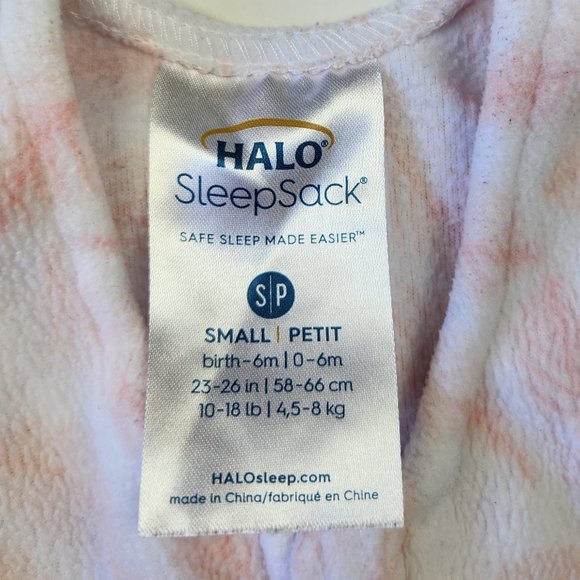 HALO®
SleepSack®
SAFE SLEEP MADE EASIER™
S|P
SMALL | PETIT
birth-6m | 0-6m
23-26 in | 58-66 cm
10-18 lb | 4,5-8 kg
HALOsleep.com
made in China/fabriqué en Chine